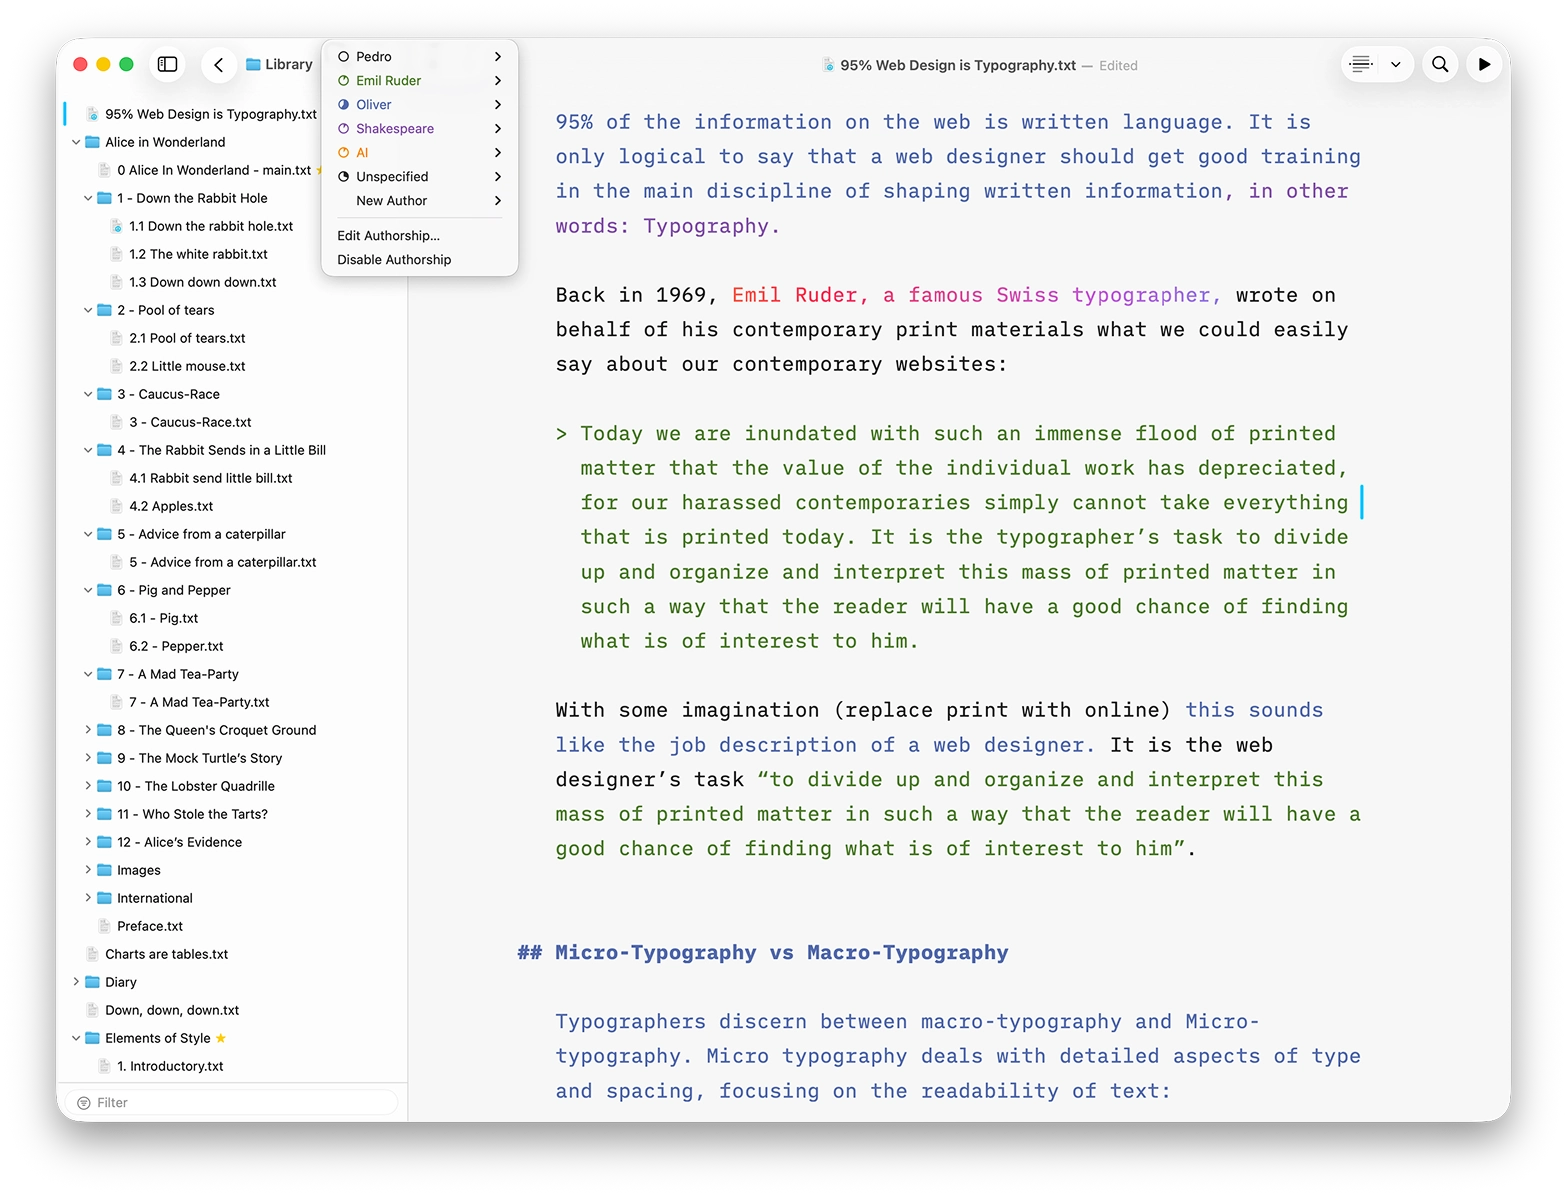 Library
95% Web Design is Typography.txt — Edited
Pedro
Emil Ruder
Oliver
Shakespeare
AI
Unspecified
New Author
Edit Authorship...
Disable Authorship
95% Web Design is Typography.txt
Alice in Wonderland
0 Alice In Wonderland - main.txt
1 - Down the Rabbit Hole
1.1 Down the rabbit hole.txt
1.2 The white rabbit.txt
1.3 Down down down.txt
2 - Pool of tears
2.1 Pool of tears.txt
2.2 Little mouse.txt
3 - Caucus-Race
3 - Caucus-Race.txt
4 - The Rabbit Sends in a Little Bill
4.1 Rabbit send little bill.txt
4.2 Apples.txt
5 - Advice from a caterpillar
5 - Advice from a caterpillar.txt
6 - Pig and Pepper
6.1 - Pig.txt
6.2 - Pepper.txt
7 - A Mad Tea-Party
7 - A Mad Tea-Party.txt
8 - The Queen's Croquet Ground
9 - The Mock Turtle’s Story
10 - The Lobster Quadrille
11 - Who Stole the Tarts?
12 - Alice’s Evidence
Images
International
Preface.txt
Charts are tables.txt
Diary
Down, down, down.txt
Elements of Style
1. Introductory.txt
Filter
95% of the information on the web is written language. It is
only logical to say that a web designer should get good training
in the main discipline of shaping written information, in other
words: Typography.
Back in 1969, Emil Ruder, a famous Swiss typographer, wrote on
behalf of his contemporary print materials what we could easily
say about our contemporary websites:
> Today we are inundated with such an immense flood of printed
matter that the value of the individual work has depreciated,
for our harassed contemporaries simply cannot take everything
that is printed today. It is the typographer’s task to divide
up and organize and interpret this mass of printed matter in
such a way that the reader will have a good chance of finding
what is of interest to him.
With some imagination (replace print with online) this sounds
like the job description of a web designer. It is the web
designer’s task “to divide up and organize and interpret this
mass of printed matter in such a way that the reader will have a
good chance of finding what is of interest to him”.
## Micro-Typography vs Macro-Typography
Typographers discern between macro-typography and Micro-
typography. Micro typography deals with detailed aspects of type
and spacing, focusing on the readability of text: